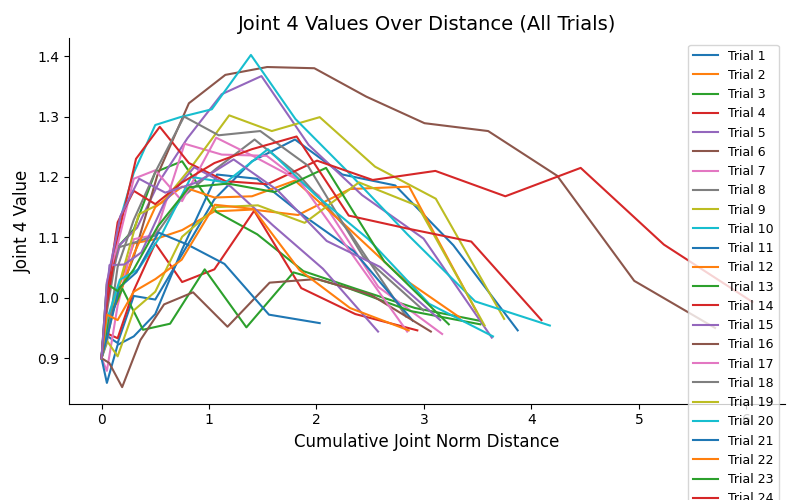 Joint 4 Values Over Distance (All Trials)
Joint 4 Value
1.4
1.3
1.2
1.1
1.0
0.9
0 1 2 3 4 5
Cumulative Joint Norm Distance
Trial 1
Trial 2
Trial 3
Trial 4
Trial 5
Trial 6
Trial 7
Trial 8
Trial 9
Trial 10
Trial 11
Trial 12
Trial 13
Trial 14
Trial 15
Trial 16
Trial 17
Trial 18
Trial 19
Trial 20
Trial 21
Trial 22
Trial 23
Trial 24